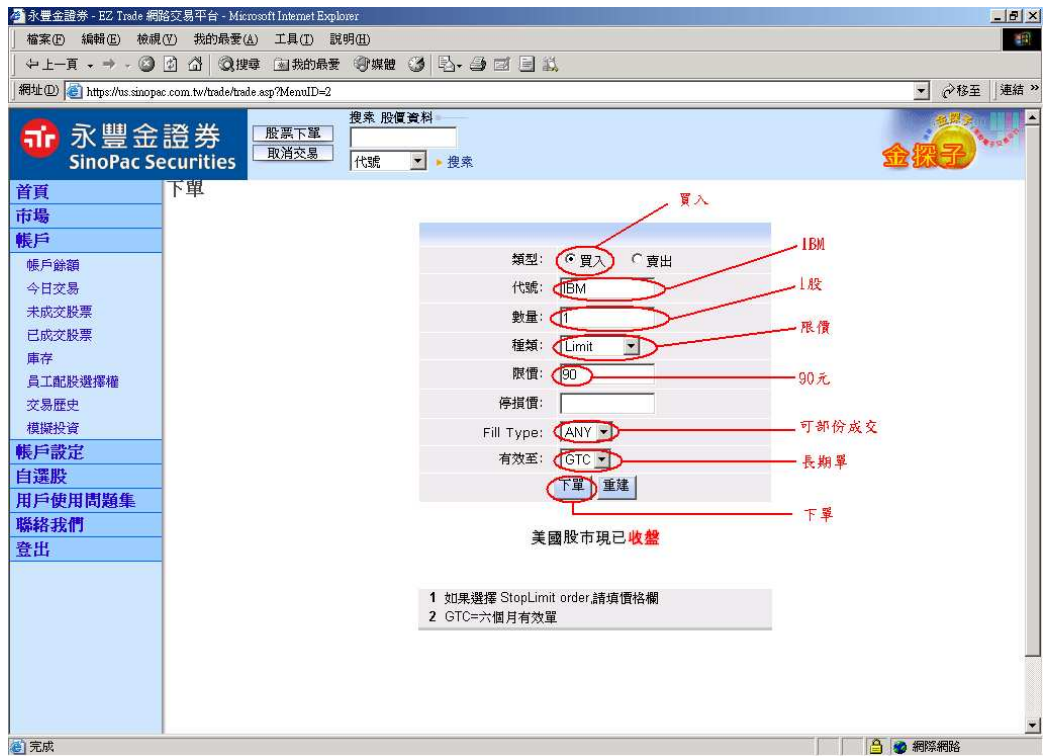 永豐金證券 - EZ Trade 網路交易平台 - Microsoft Internet Explorer
檔案(F) 編輯(E) 檢視(V) 我的最愛(A) 工具(T) 說明(H)
上一頁 搜尋 我的最愛 媒體
網址(D) https://us.sinopac.com.tw/trade/trade.asp?MenuID=2 移至 連結 »
永豐金證券
SinoPac Securities
股票下單
取消交易
搜索 股價資料
代號 搜索
金探子
金探子
首頁
市場
帳戶
帳戶餘額
今日交易
未成交股票
已成交股票
庫存
員工配股選擇權
交易歷史
模擬投資
帳戶設定
自選股
用戶使用問題集
聯絡我們
登出
下單
類型: 買入 賣出
代號: IBM
數量: 1
種類: Limit
限價: 90
停損價:
Fill Type: ANY
有效至: GTC
下單 重建
買入
IBM
1股
限價
90元
可部份成交
長期單
下單
美國股市現已收盤
1 如果選擇 StopLimit order,請填價格欄
2 GTC=六個月有效單
完成
網際網路